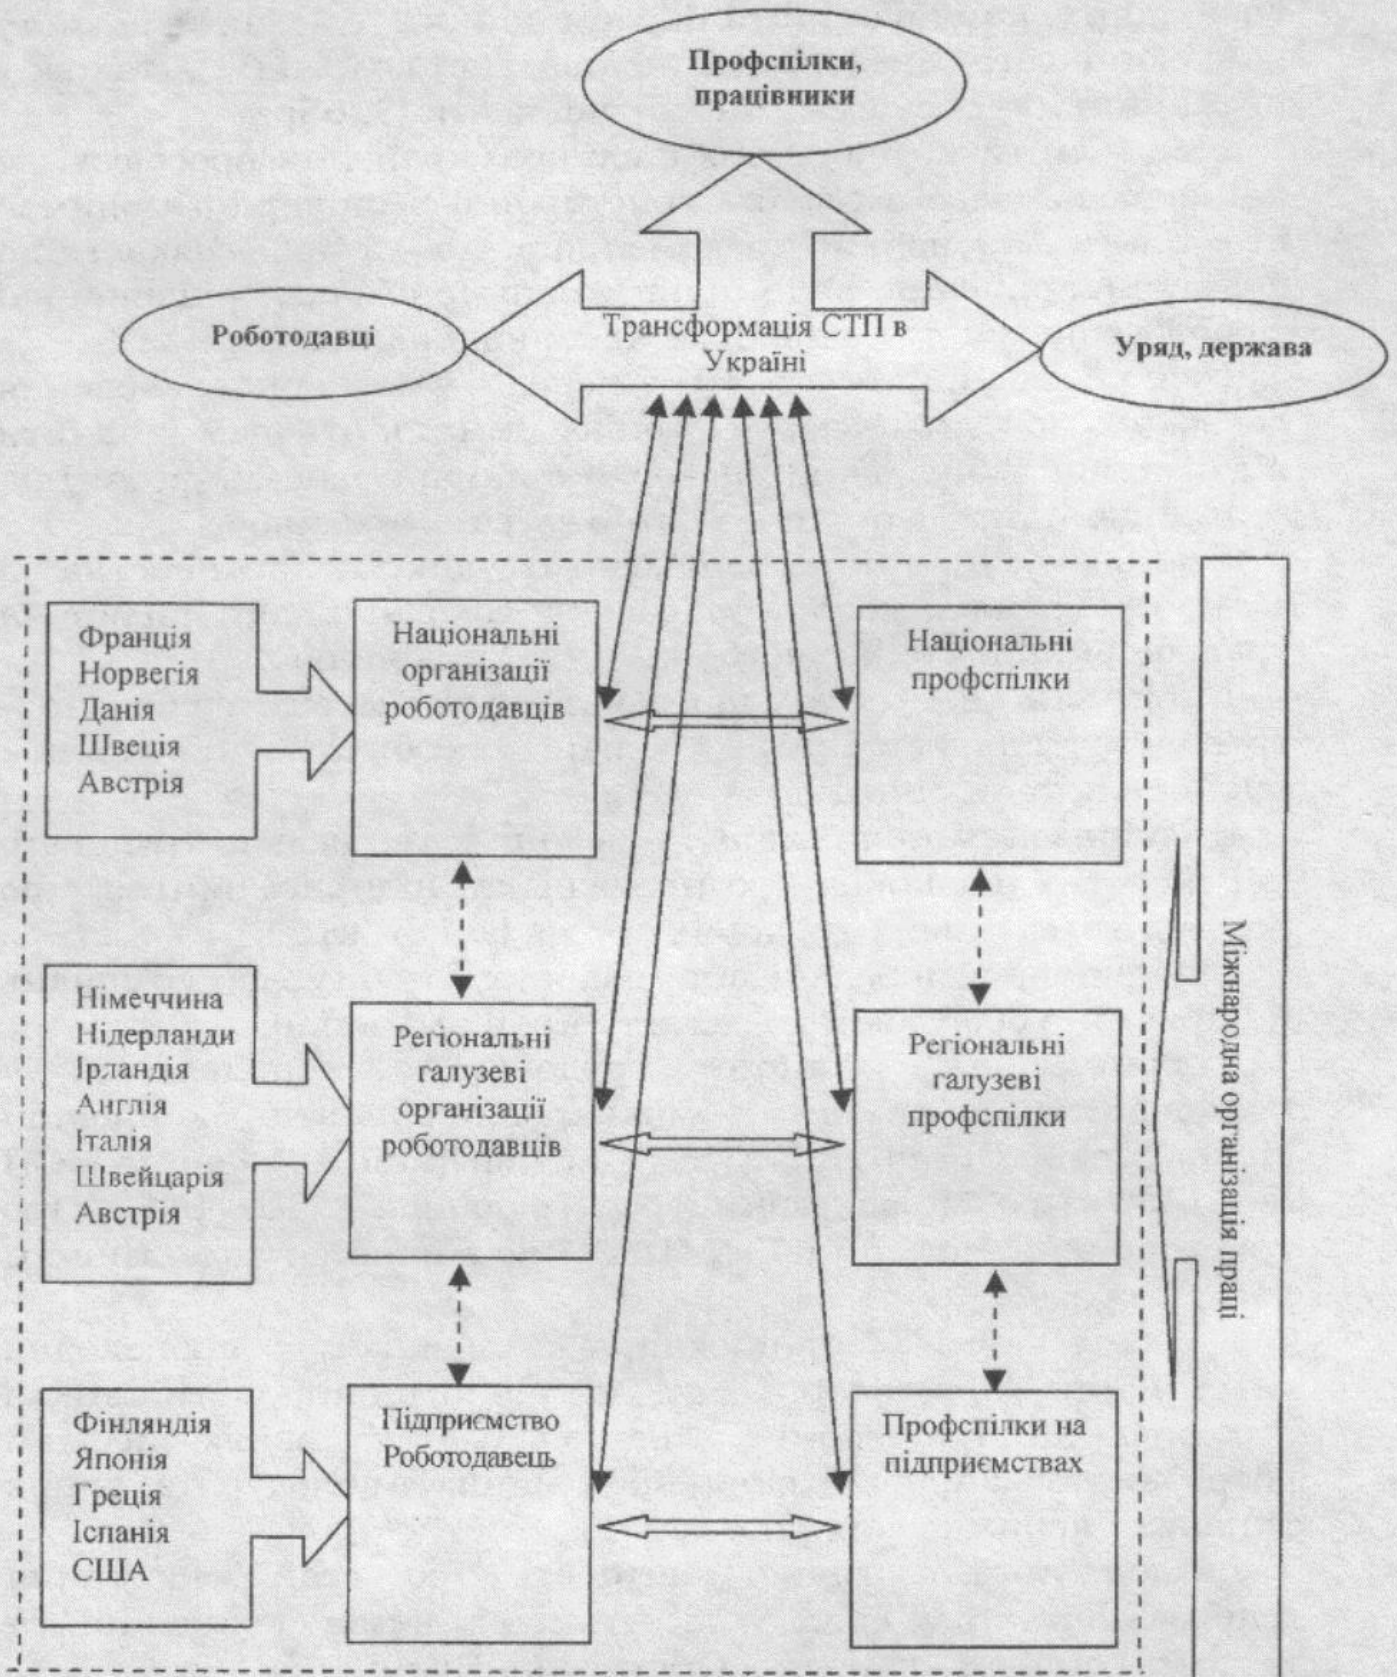 Профспілки,
працівники
Роботодавці
Трансформація СТП в
Україні
Уряд, держава
Франція
Норвегія
Данія
Швеція
Австрія
Національні
організації
роботодавців
Національні
профспілки
Німеччина
Нідерланди
Ірландія
Англія
Італія
Швейцарія
Австрія
Регіональні
галузеві
організації
роботодавців
Регіональні
галузеві
профспілки
Міжнародна організація праці
Фінляндія
Японія
Греція
Іспанія
США
Підприємство
Роботодавець
Профспілки на
підприємствах